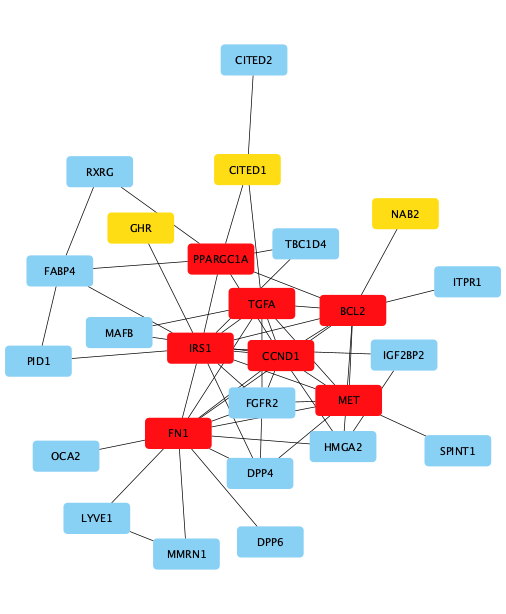 CITED2
CITED1
RXRG
NAB2
GHR
TBC1D4
PPARGC1A
FABP4
ITPR1
TGFA
BCL2
MAFB
IRS1
CCND1
IGF2BP2
PID1
FGFR2
MET
FN1
HMGA2
SPINT1
OCA2
DPP4
LYVE1
DPP6
MMRN1